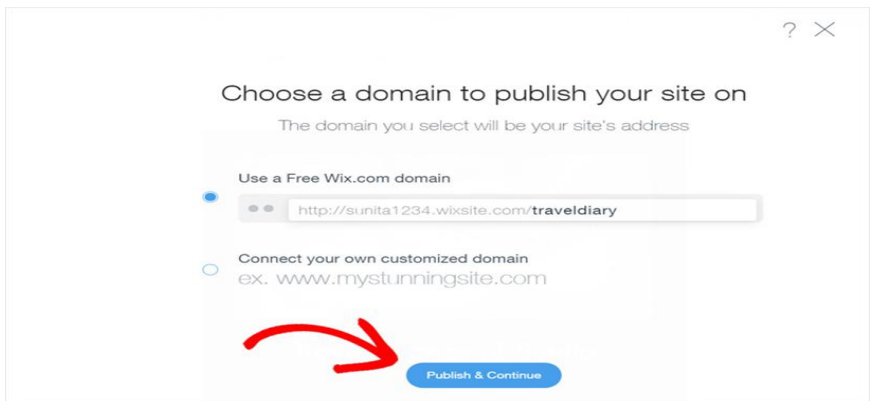 ?
Choose a domain to publish your site on
The domain you select will be your site's address
Use a Free Wix.com domain
http://sunita1234.wixsite.com/traveldiary
Connect your own customized domain
ex. www.mystunningsite.com
Publish & Continue